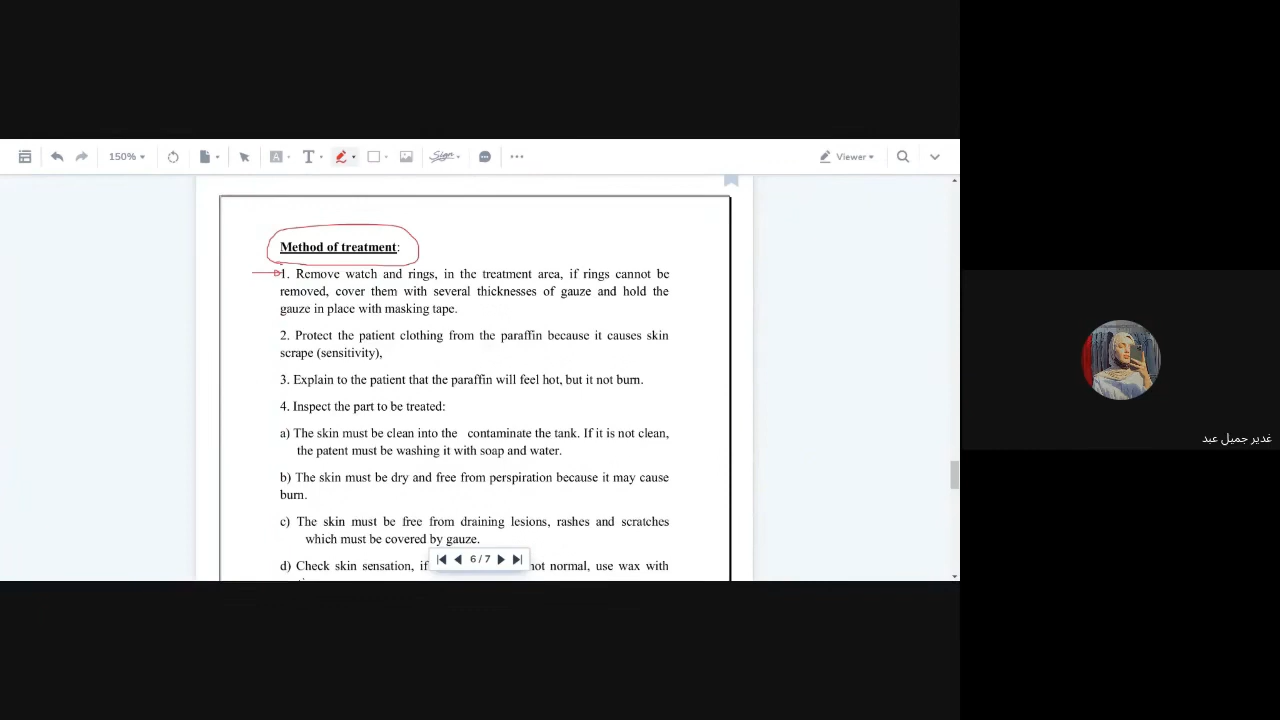 150%
T
Sign
Viewer
Method of treatment:
1. Remove watch and rings, in the treatment area, if rings cannot be
removed, cover them with several thicknesses of gauze and hold the
gauze in place with masking tape.
2. Protect the patient clothing from the paraffin because it causes skin
scrape (sensitivity),
3. Explain to the patient that the paraffin will feel hot, but it not burn.
4. Inspect the part to be treated:
a) The skin must be clean into the contaminate the tank. If it is not clean,
the patent must be washing it with soap and water.
b) The skin must be dry and free from perspiration because it may cause
burn.
c) The skin must be free from draining lesions, rashes and scratches
which must be covered by gauze.
d) Check skin sensation, if not normal, use wax with
6 / 7
غدير جميل عبد